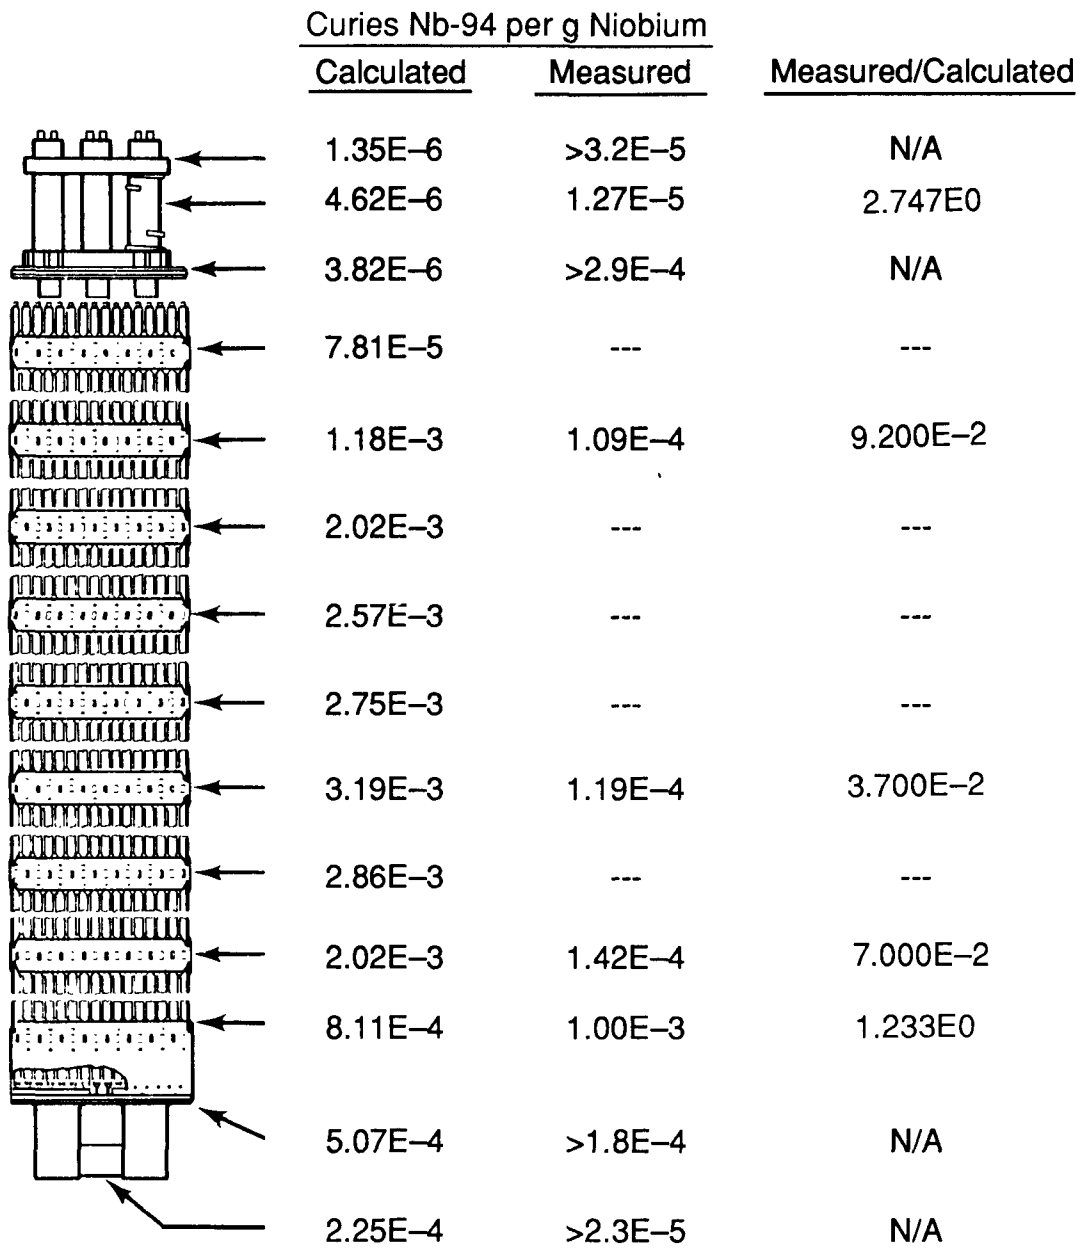 Curies Nb-94 per g Niobium
Calculated Measured Measured/Calculated
1.35E–6 >3.2E–5 N/A
4.62E–6 1.27E–5 2.747E0
3.82E–6 >2.9E–4 N/A
7.81E–5 --- ---
1.18E–3 1.09E–4 9.200E–2
2.02E–3 --- ---
2.57E–3 --- ---
2.75E–3 --- ---
3.19E–3 1.19E–4 3.700E–2
2.86E–3 --- ---
2.02E–3 1.42E–4 7.000E–2
8.11E–4 1.00E–3 1.233E0
5.07E–4 >1.8E–4 N/A
2.25E–4 >2.3E–5 N/A